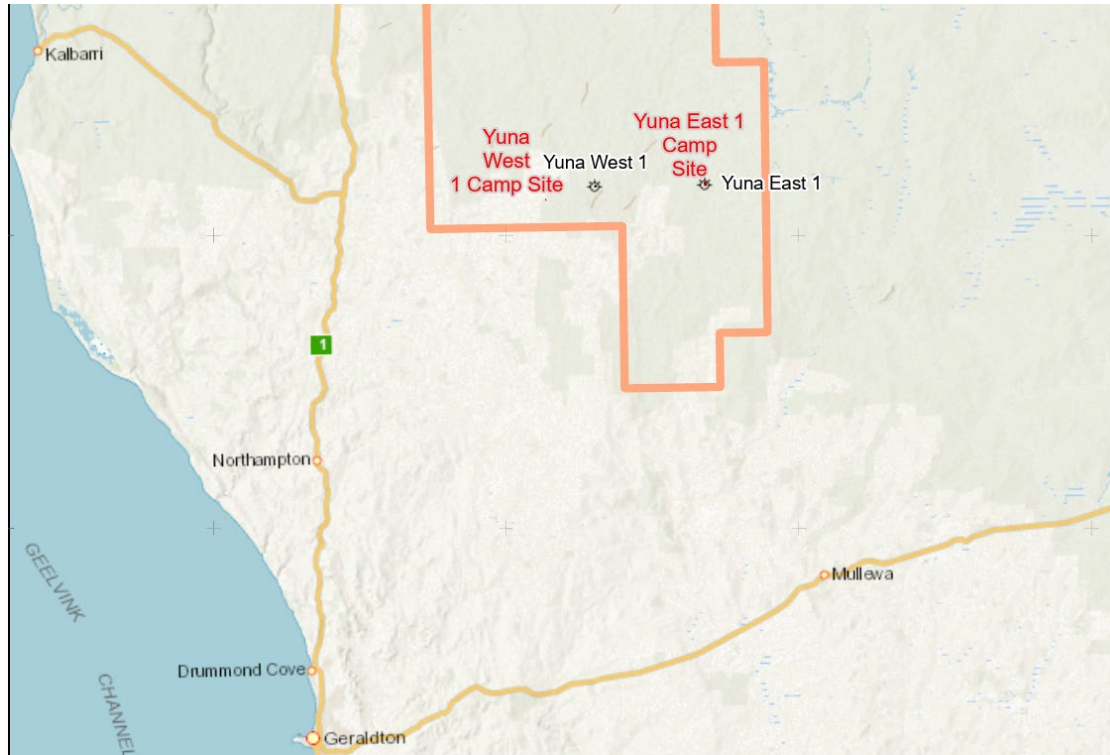 Kalbarri
Yuna
West
1 Camp Site
Yuna West 1
Yuna East 1
Camp
Site
Yuna East 1
1
Northampton
Mullewa
GEELVINK
CHANNEL
Drummond Cove
Geraldton